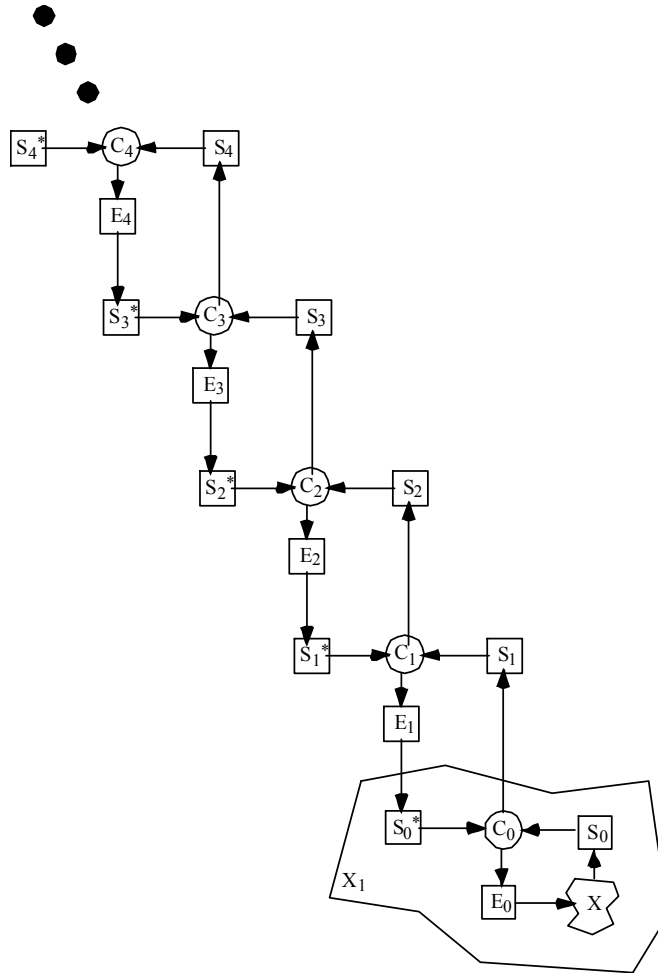 S4* C4 S4
E4
S3* C3 S3
E3
S2* C2 S2
E2
S1* C1 S1
E1
S0* C0 S0
X1 E0 X